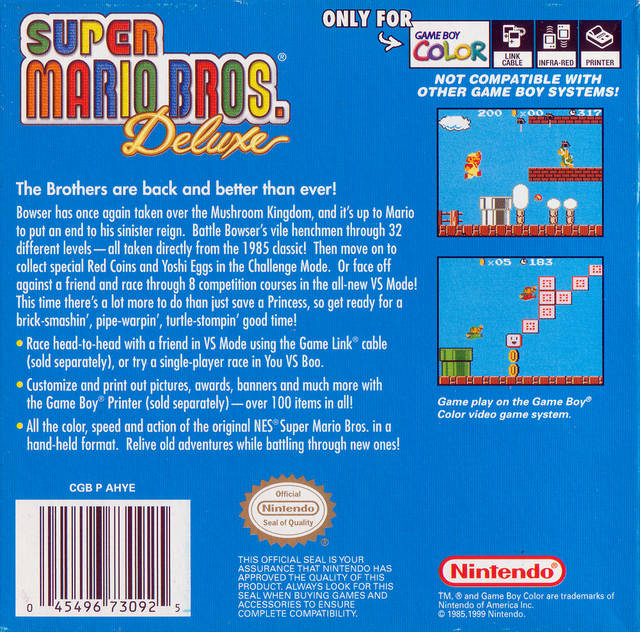 SUPER
MARIO BROS.®
Deluxe
ONLY FOR
GAME BOY
COLOR
LINK
CABLE
INFRA-RED
PRINTER
NOT COMPATIBLE WITH
OTHER GAME BOY SYSTEMS!
200 x00 317
x05 183
Game play on the Game Boy®
Color video game system.
The Brothers are back and better than ever!
Bowser has once again taken over the Mushroom Kingdom, and it's up to Mario
to put an end to his sinister reign. Battle Bowser's vile henchmen through 32
different levels—all taken directly from the 1985 classic! Then move on to
collect special Red Coins and Yoshi Eggs in the Challenge Mode. Or face off
against a friend and race through 8 competition courses in the all-new VS Mode!
This time there's a lot more to do than just save a Princess, so get ready for a
brick-smashin', pipe-warpin', turtle-stompin' good time!
• Race head-to-head with a friend in VS Mode using the Game Link® cable
(sold separately), or try a single-player race in You VS Boo.
• Customize and print out pictures, awards, banners and much more with
the Game Boy® Printer (sold separately)—over 100 items in all!
• All the color, speed and action of the original NES® Super Mario Bros. in a
hand-held format. Relive old adventures while battling through new ones!
CGB P AHYE
0 45496 73092 5
Official
Nintendo
Seal of Quality
®
THIS OFFICIAL SEAL IS YOUR
ASSURANCE THAT NINTENDO HAS
APPROVED THE QUALITY OF THIS
PRODUCT. ALWAYS LOOK FOR THIS
SEAL WHEN BUYING GAMES AND
ACCESSORIES TO ENSURE
COMPLETE COMPATIBILITY.
Nintendo®
TM, ® and Game Boy Color are trademarks of
Nintendo of America Inc.
© 1985,1999 Nintendo.